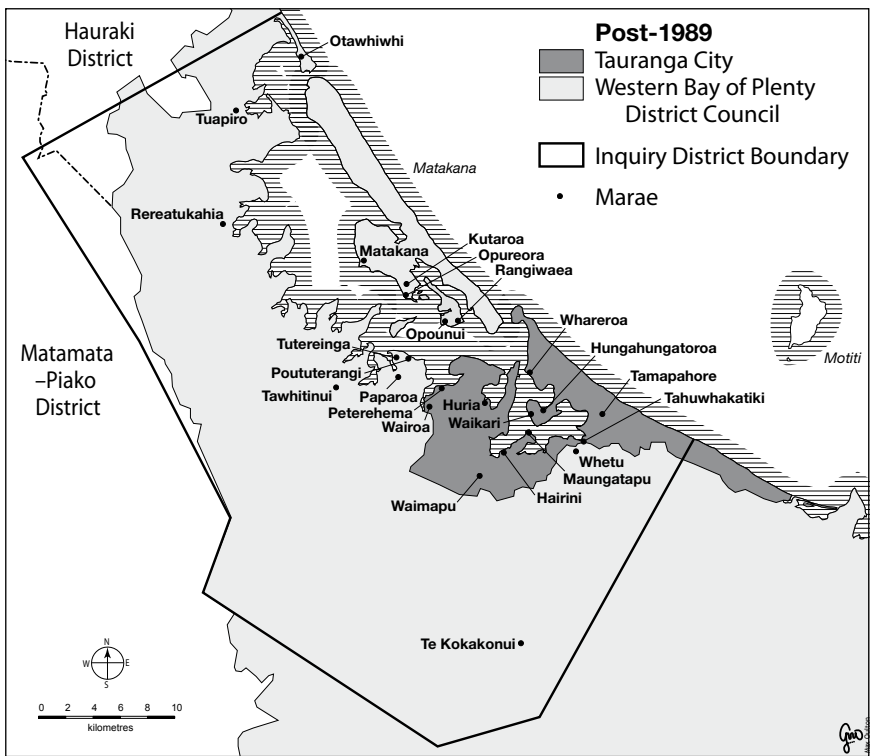 Hauraki
District
Otawhiwhi
Post-1989
Tauranga City
Western Bay of Plenty
District Council
Inquiry District Boundary
Marae
Tuapiro
Matakana
Rereatukahia
Matakana
Kutaroa
Opureora
Rangiwaea
Opounui
Whareroa
Motiti
Matamata
–Piako
District
Tutereinga
Poututerangi
Tawhitinui
Paparoa
Peterehema
Wairoa
Huria
Waikari
Hungahungatoroa
Tamapahore
Tahuwhakatiki
Whetu
Maungatapu
Hairini
Waimapu
Te Kokakonui
N
W
E
S
0 2 4 6 8 10
kilometres